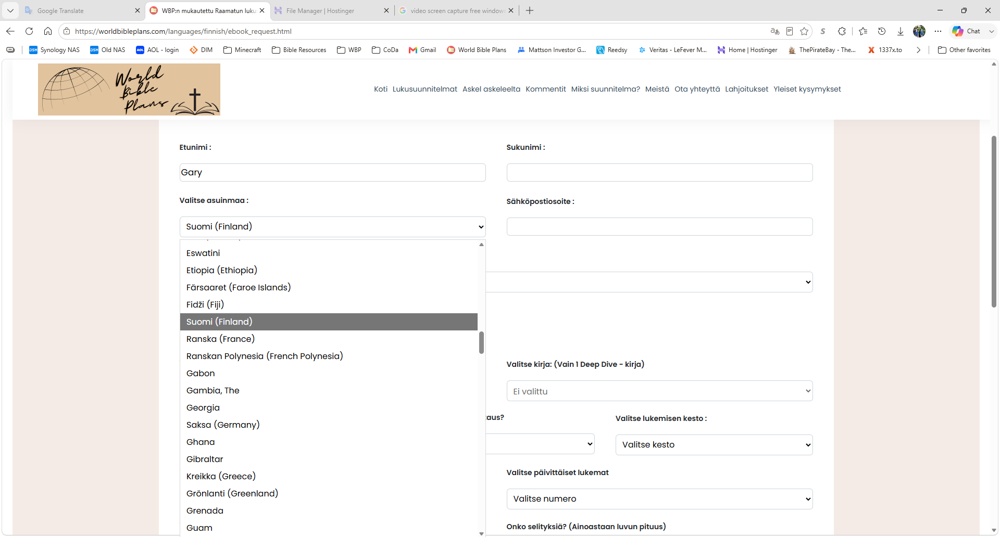 Google Translate
WBP:n mukautettu Raamatun luku
File Manager | Hostinger
video screen capture free windows
https://worldbibleplans.com/languages/finnish/ebook_request.html
Chat
Synology NAS
Old NAS
AOL - login
DIM
Minecraft
Bible Resources
WBP
CoDa
Gmail
World Bible Plans
Mattson Investor G...
Reedsy
Veritas - LeFever M...
Home | Hostinger
ThePirateBay - The...
1337x.to
Other favorites
World
Bible
Plans
Koti Lukusuunnitelmat Askel askeleelta Kommentit Miksi suunnitelma? Meistä Ota yhteyttä Lahjoitukset Yleiset kysymykset
Etunimi :
Sukunimi :
Gary
Valitse asuinmaa :
Sähköpostiosoite :
Suomi (Finland)
Eswatini
Etiopia (Ethiopia)
Färsaaret (Faroe Islands)
Fidži (Fiji)
Suomi (Finland)
Ranska (France)
Ranskan Polynesia (French Polynesia)
Gabon
Gambia, The
Georgia
Saksa (Germany)
Ghana
Gibraltar
Kreikka (Greece)
Grönlanti (Greenland)
Grenada
Guam
Valitse kirja: (Vain 1 Deep Dive - kirja)
Ei valittu
taus?
Valitse lukemisen kesto :
Valitse kesto
Valitse päivittäiset lukemat
Valitse numero
Onko selityksiä? (Ainoastaan luvun pituus)